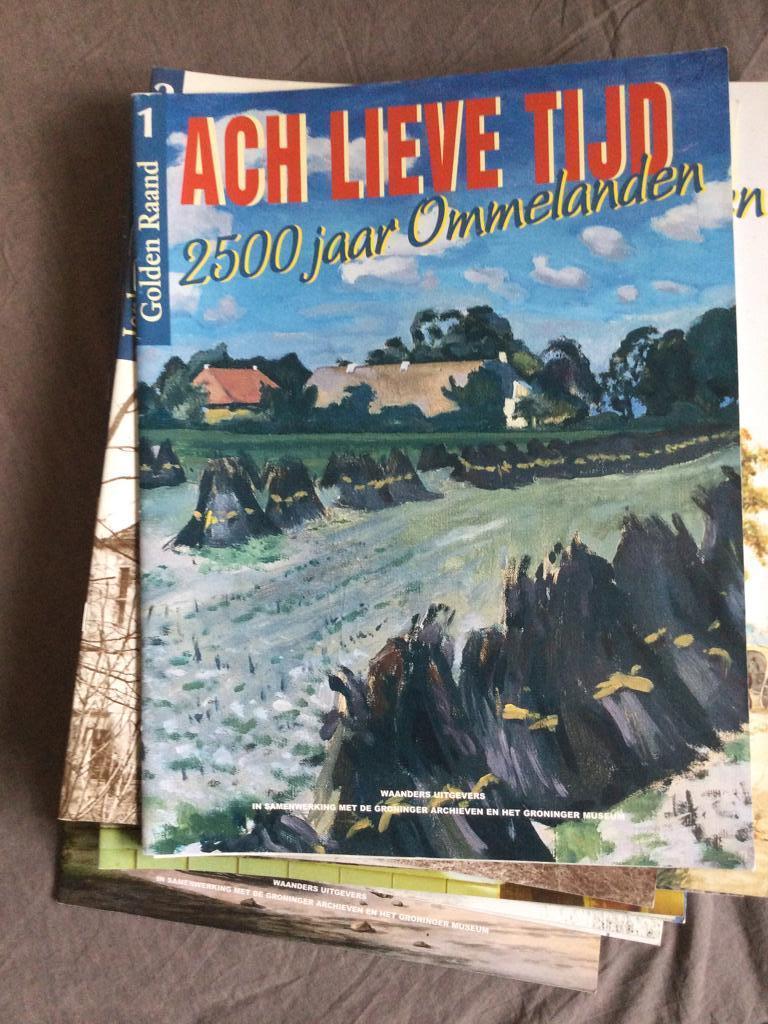 1
Golden Raand
ACH LIEVE TIJD
2500 jaar Ommelanden
WAANDERS UITGEVERS
IN SAMENWERKING MET DE GRONINGER ARCHIEVEN EN HET GRONINGER MUSEUM
en
WAANDERS UITGEVERS
IN SAMENWERKING MET DE GRONINGER ARCHIEVEN EN HET GRONINGER MUSEUM